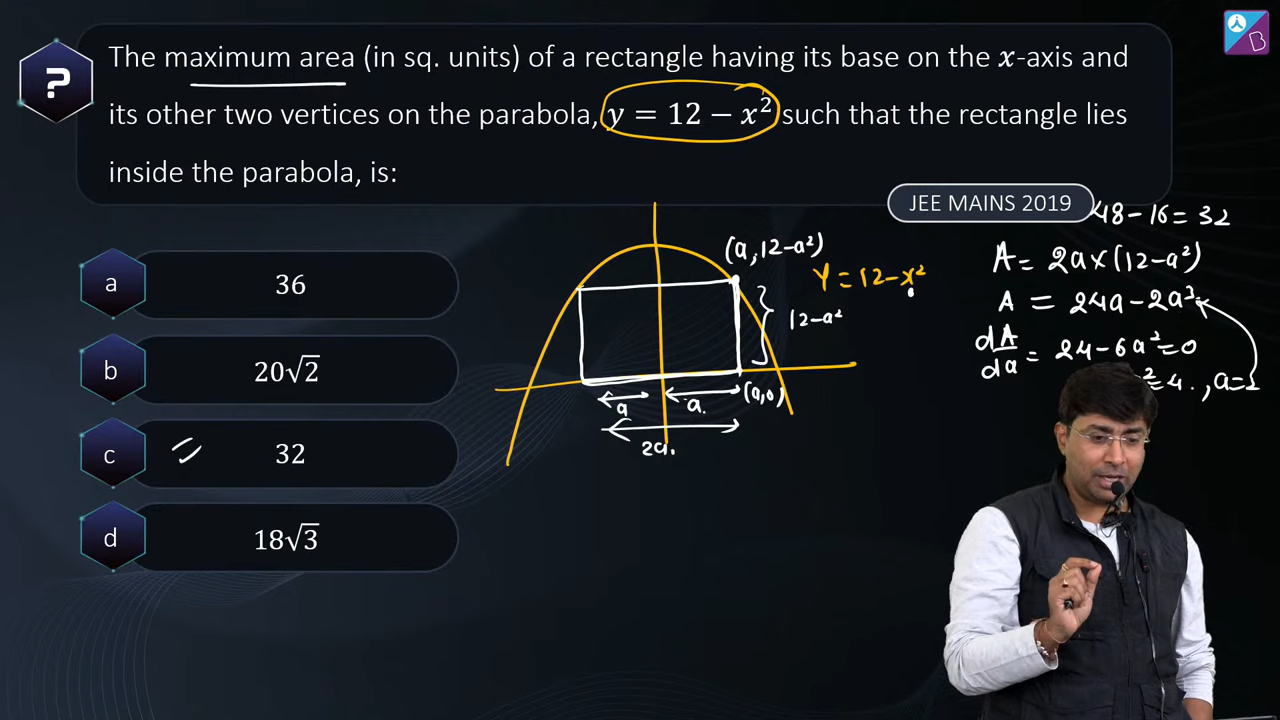 ?
The maximum area (in sq. units) of a rectangle having its base on the x-axis and
its other two vertices on the parabola, y = 12 − x² such that the rectangle lies
inside the parabola, is:
JEE MAINS 2019
a 36
b 20√2
c 32
d 18√3
(a, 12-a²)
Y = 12-x²
12-a²
a
a.
(a,0)
2a.
48-16=32
A = 2a×(12-a²)
A = 24a-2a³
dA/da = 24-6a²=0
²=4. , a=2
B